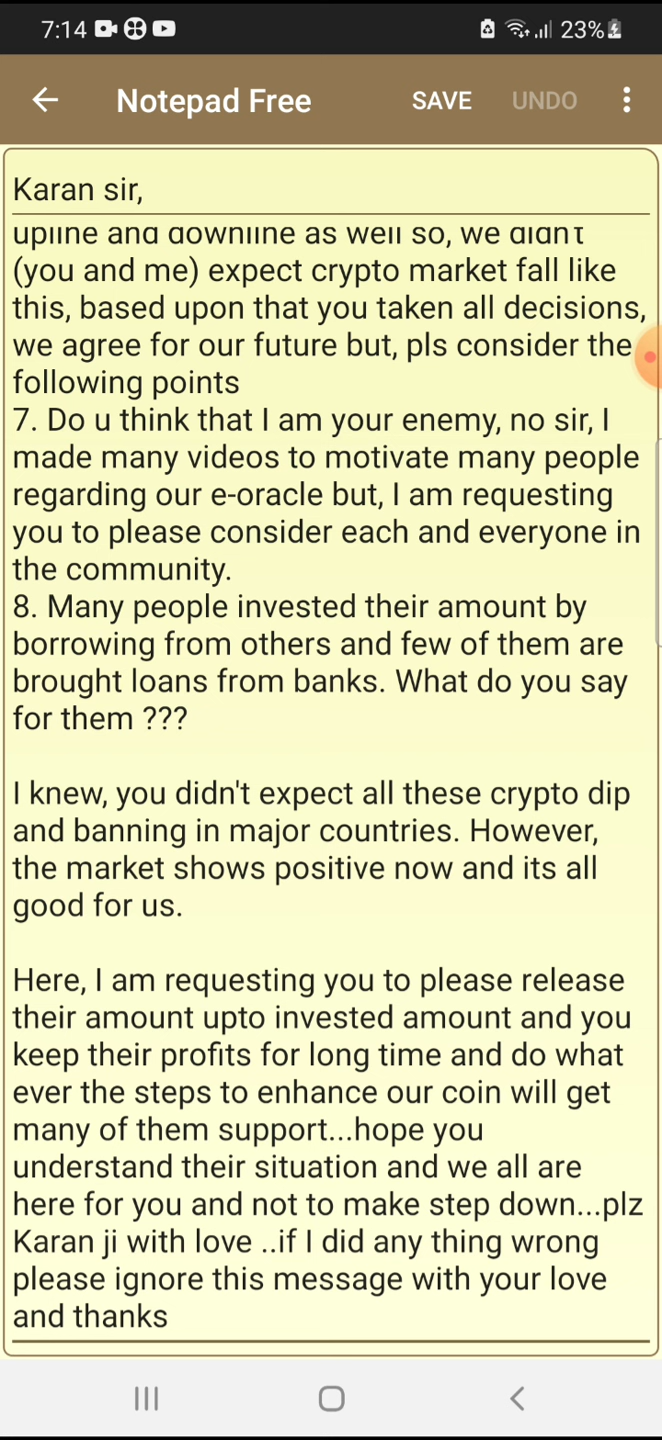 7:14 23%
Notepad Free SAVE UNDO
Karan sir,
upline and downline as well so, we didn't
(you and me) expect crypto market fall like
this, based upon that you taken all decisions,
we agree for our future but, pls consider the
following points
7. Do u think that I am your enemy, no sir, I
made many videos to motivate many people
regarding our e-oracle but, I am requesting
you to please consider each and everyone in
the community.
8. Many people invested their amount by
borrowing from others and few of them are
brought loans from banks. What do you say
for them ???
I knew, you didn't expect all these crypto dip
and banning in major countries. However,
the market shows positive now and its all
good for us.
Here, I am requesting you to please release
their amount upto invested amount and you
keep their profits for long time and do what
ever the steps to enhance our coin will get
many of them support...hope you
understand their situation and we all are
here for you and not to make step down...plz
Karan ji with love ..if I did any thing wrong
please ignore this message with your love
and thanks